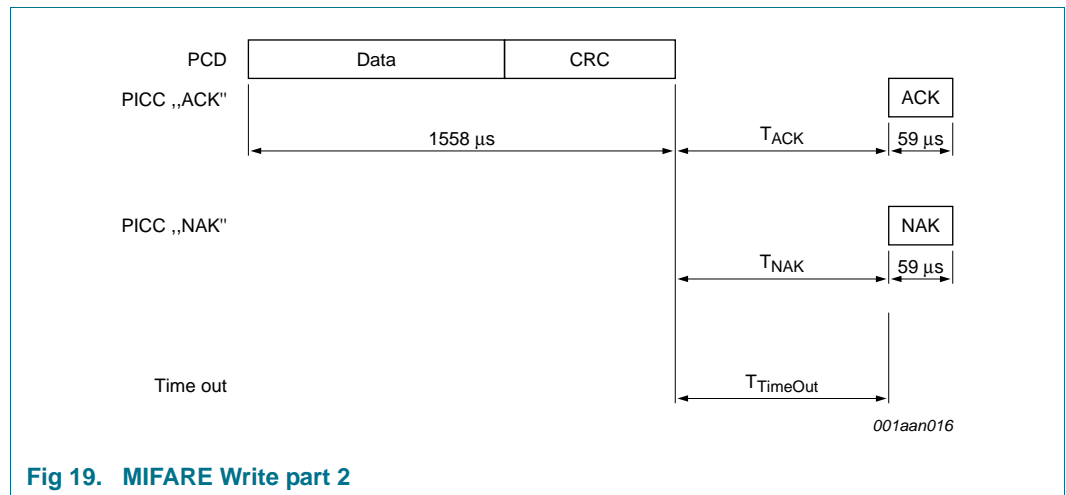 PCD Data CRC
PICC ,,ACK" ACK
1558 μs TACK 59 μs
PICC ,,NAK" NAK
TNAK 59 μs
Time out TTimeOut
001aan016
Fig 19. MIFARE Write part 2